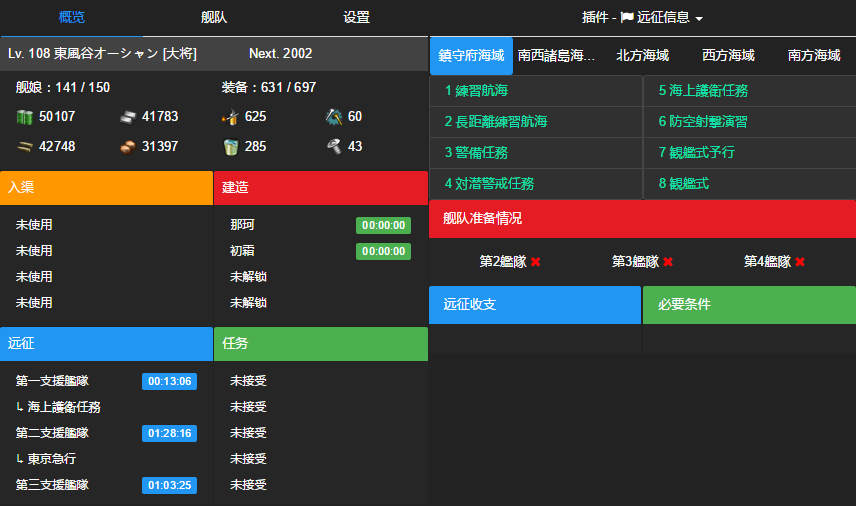 概览 舰队 设置
Lv. 108 東風谷オーシャン [大将] Next. 2002
舰娘：141 / 150 装备：631 / 697
50107 41783 625 60
42748 31397 285 43
入渠 建造
未使用 那珂 00:00:00
未使用 初霜 00:00:00
未使用 未解锁
未使用 未解锁
远征 任务
第一支援艦隊 00:13:06 未接受
↳ 海上護衛任務 未接受
第二支援艦隊 01:28:16 未接受
↳ 東京急行 未接受
第三支援艦隊 01:03:25 未接受
插件 - 远征信息
鎮守府海域 南西諸島海... 北方海域 西方海域 南方海域
1 練習航海 5 海上護衛任務
2 長距離練習航海 6 防空射撃演習
3 警備任務 7 観艦式予行
4 対潜警戒任務 8 観艦式
舰队准备情况
第2艦隊 ✖ 第3艦隊 ✖ 第4艦隊 ✖
远征收支 必要条件